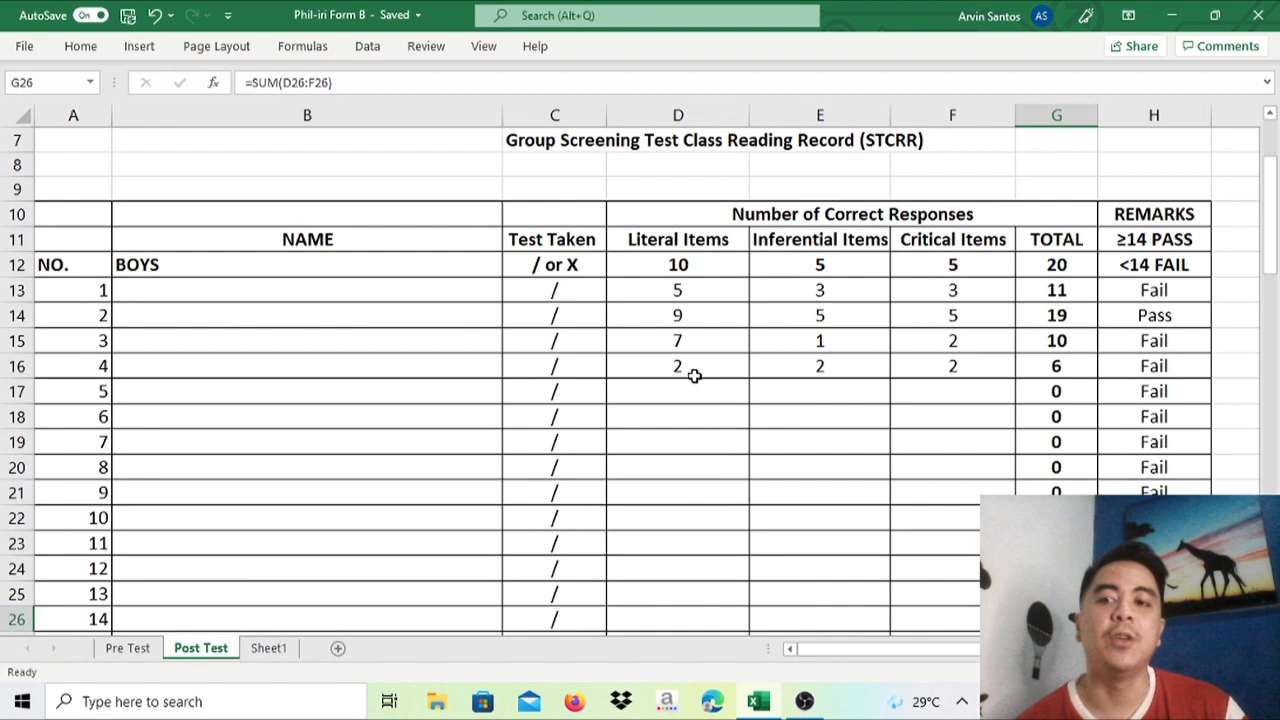 AutoSave On Phil-iri Form B - Saved Search (Alt+Q) Arvin Santos AS
File Home Insert Page Layout Formulas Data Review View Help Share Comments
G26 fx =SUM(D26:F26)
A B C D E F G H
7 Group Screening Test Class Reading Record (STCRR)
8
9
10 Number of Correct Responses REMARKS
11 NAME Test Taken Literal Items Inferential Items Critical Items TOTAL ≥14 PASS
12 NO. BOYS / or X 10 5 5 20 <14 FAIL
13 1 / 5 3 3 11 Fail
14 2 / 9 5 5 19 Pass
15 3 / 7 1 2 10 Fail
16 4 / 2 2 2 6 Fail
17 5 / 0 Fail
18 6 / 0 Fail
19 7 / 0 Fail
20 8 / 0 Fail
21 9 / 0 Fail
22 10 /
23 11 /
24 12 /
25 13 /
26 14 /
Pre Test Post Test Sheet1
Ready
Type here to search a 29°C